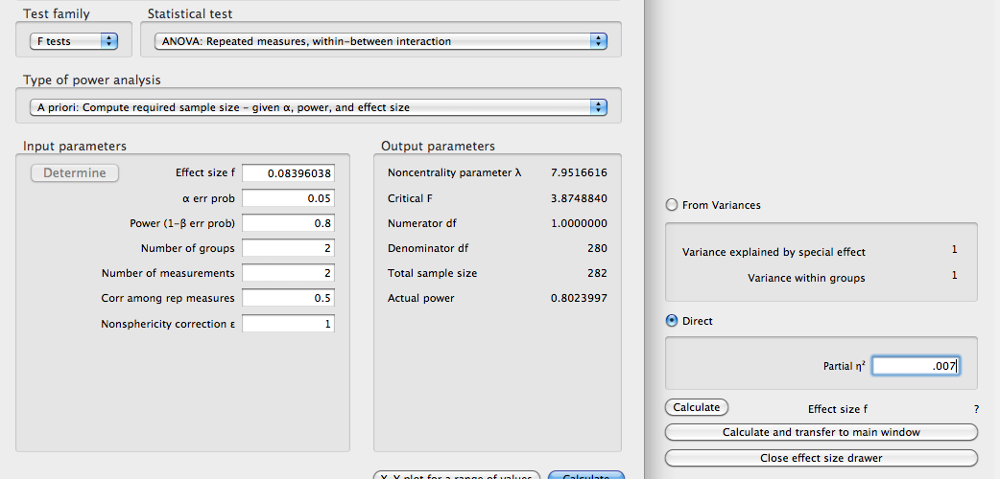 Test family
Statistical test
F tests
ANOVA: Repeated measures, within-between interaction
Type of power analysis
A priori: Compute required sample size - given α, power, and effect size
Input parameters
Determine
Effect size f 0.08396038
α err prob 0.05
Power (1-β err prob) 0.8
Number of groups 2
Number of measurements 2
Corr among rep measures 0.5
Nonsphericity correction ε 1
Output parameters
Noncentrality parameter λ 7.9516616
Critical F 3.8748840
Numerator df 1.0000000
Denominator df 280
Total sample size 282
Actual power 0.8023997
X-Y plot for a range of values
Calculate
From Variances
Variance explained by special effect 1
Variance within groups 1
Direct
Partial η² .007
Calculate Effect size f ?
Calculate and transfer to main window
Close effect size drawer